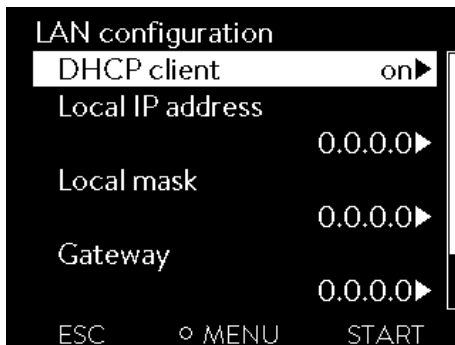 LAN configuration
DHCP client on▶
Local IP address
0.0.0.0▶
Local mask
0.0.0.0▶
Gateway
0.0.0.0▶
ESC ○ MENU START